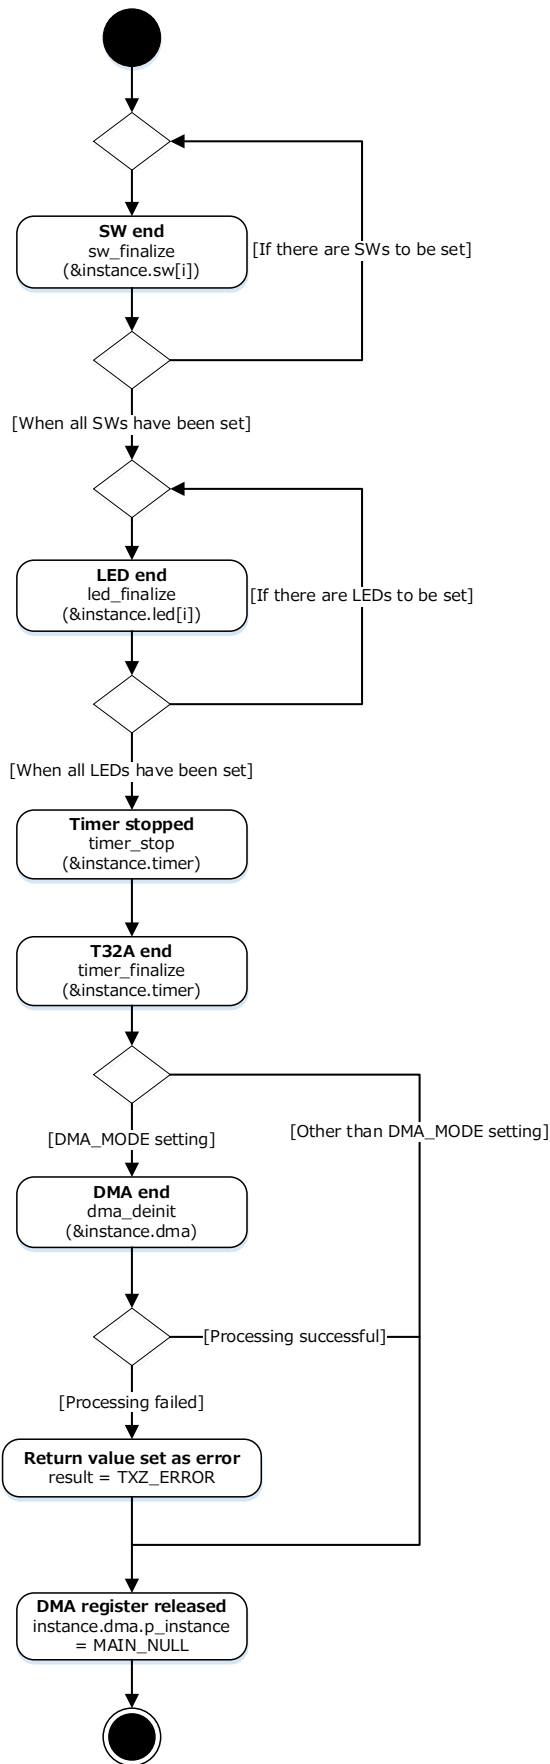 SW end
sw_finalize
(&instance.sw[i])
[If there are SWs to be set]
[When all SWs have been set]
LED end
led_finalize
(&instance.led[i])
[If there are LEDs to be set]
[When all LEDs have been set]
Timer stopped
timer_stop
(&instance.timer)
T32A end
timer_finalize
(&instance.timer)
[Other than DMA_MODE setting]
[DMA_MODE setting]
DMA end
dma_deinit
(&instance.dma)
[Processing successful]
[Processing failed]
Return value set as error
result = TXZ_ERROR
DMA register released
instance.dma.p_instance
= MAIN_NULL